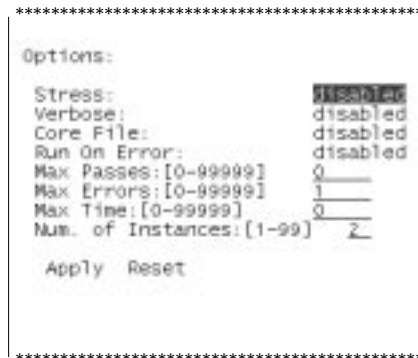 **********************************************
Options:
Stress: disabled
Verbose: disabled
Core File: disabled
Run On Error: disabled
Max Passes:[0-99999] 0
Max Errors:[0-99999] 1
Max Time:[0-99999] 0
Num. of Instances:[1-99] 2
Apply Reset
**********************************************